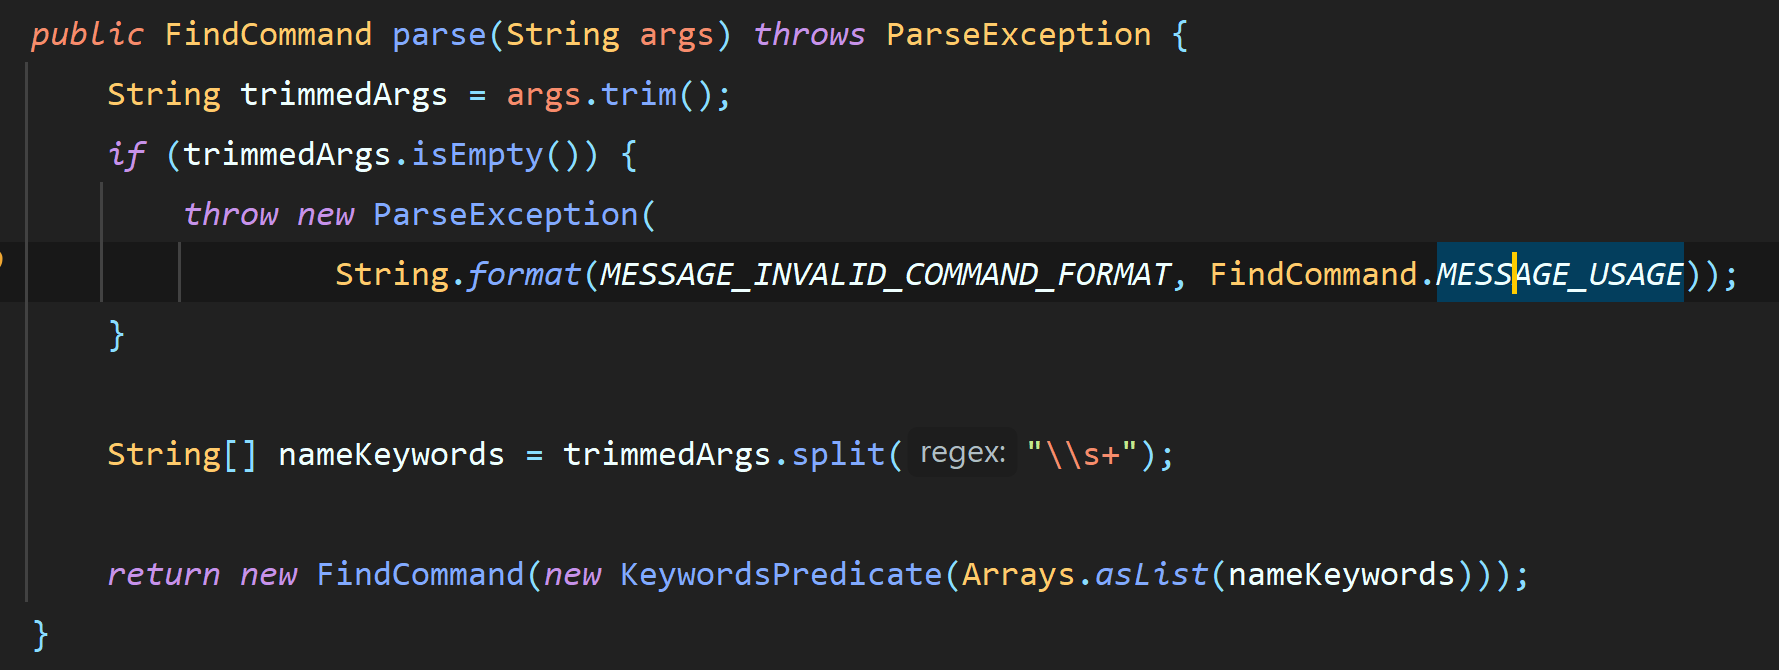 public FindCommand parse(String args) throws ParseException {
String trimmedArgs = args.trim();
if (trimmedArgs.isEmpty()) {
throw new ParseException(
String.format(MESSAGE_INVALID_COMMAND_FORMAT, FindCommand.MESSAGE_USAGE));
}
String[] nameKeywords = trimmedArgs.split( regex: "\\s+");
return new FindCommand(new KeywordsPredicate(Arrays.asList(nameKeywords)));
}